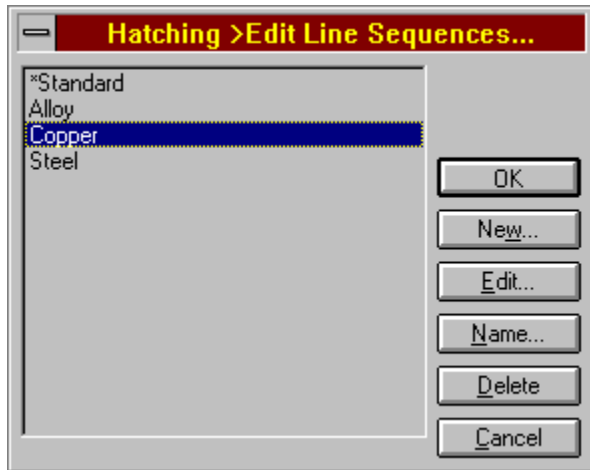 Hatching >Edit Line Sequences...
*Standard
Alloy
Copper
Steel
OK
New...
Edit...
Name...
Delete
Cancel